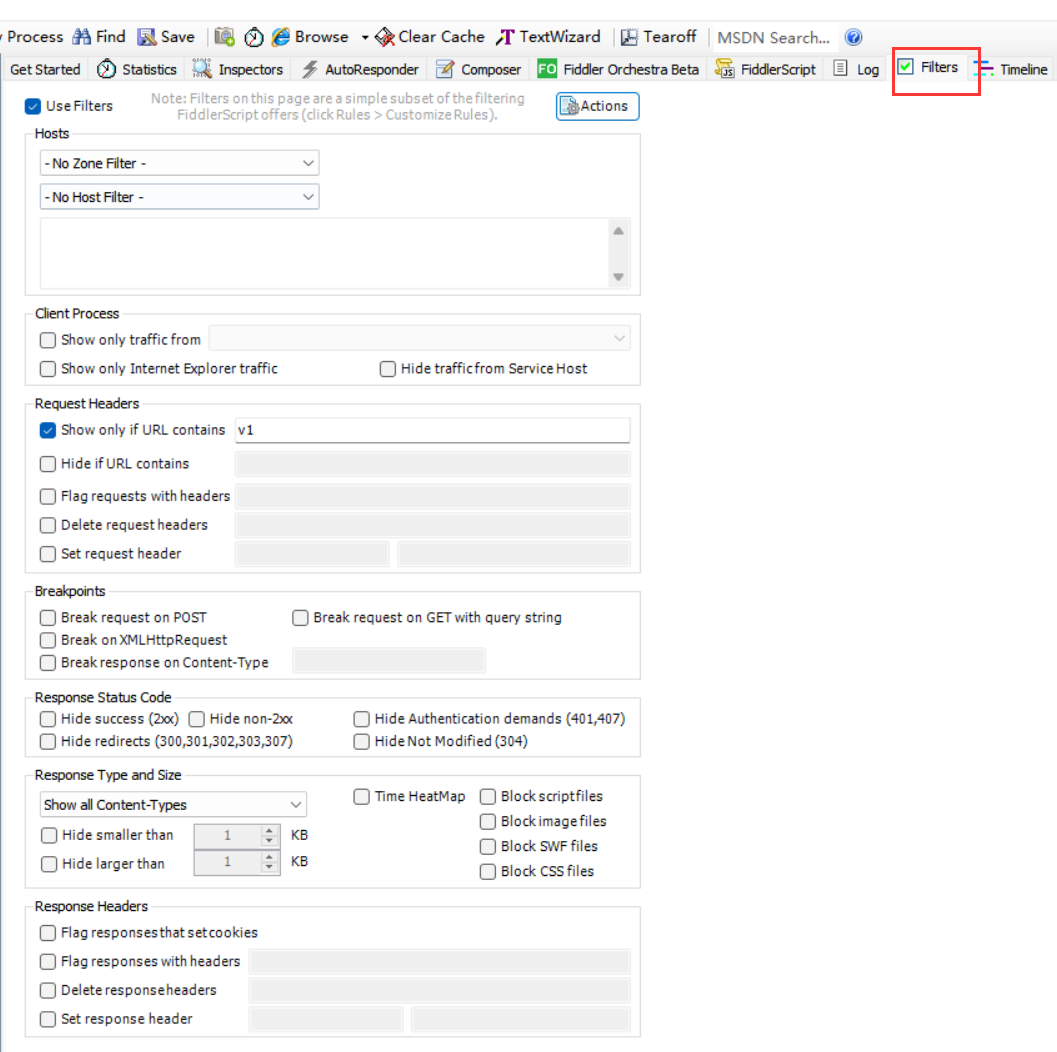 Process Find Save Browse Clear Cache TextWizard Tearoff MSDN Search...
Get Started Statistics Inspectors AutoResponder Composer FO Fiddler Orchestra Beta FiddlerScript Log Filters Timeline
Use Filters
Note: Filters on this page are a simple subset of the filtering
FiddlerScript offers (click Rules > Customize Rules).
Actions
Hosts
- No Zone Filter -
- No Host Filter -
Client Process
Show only traffic from
Show only Internet Explorer traffic Hide traffic from Service Host
Request Headers
Show only if URL contains v1
Hide if URL contains
Flag requests with headers
Delete request headers
Set request header
Breakpoints
Break request on POST Break request on GET with query string
Break on XMLHttpRequest
Break response on Content-Type
Response Status Code
Hide success (2xx) Hide non-2xx Hide Authentication demands (401,407)
Hide redirects (300,301,302,303,307) Hide Not Modified (304)
Response Type and Size
Show all Content-Types Time HeatMap Block script files
Block image files
Hide smaller than 1 KB
Block SWF files
Hide larger than 1 KB
Block CSS files
Response Headers
Flag responses that set cookies
Flag responses with headers
Delete response headers
Set response header